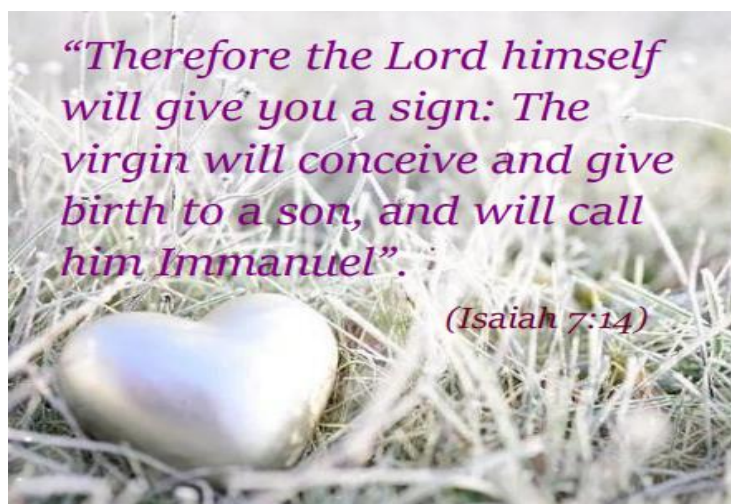 “Therefore the Lord himself
will give you a sign: The
virgin will conceive and give
birth to a son, and will call
him Immanuel”.
(Isaiah 7:14)